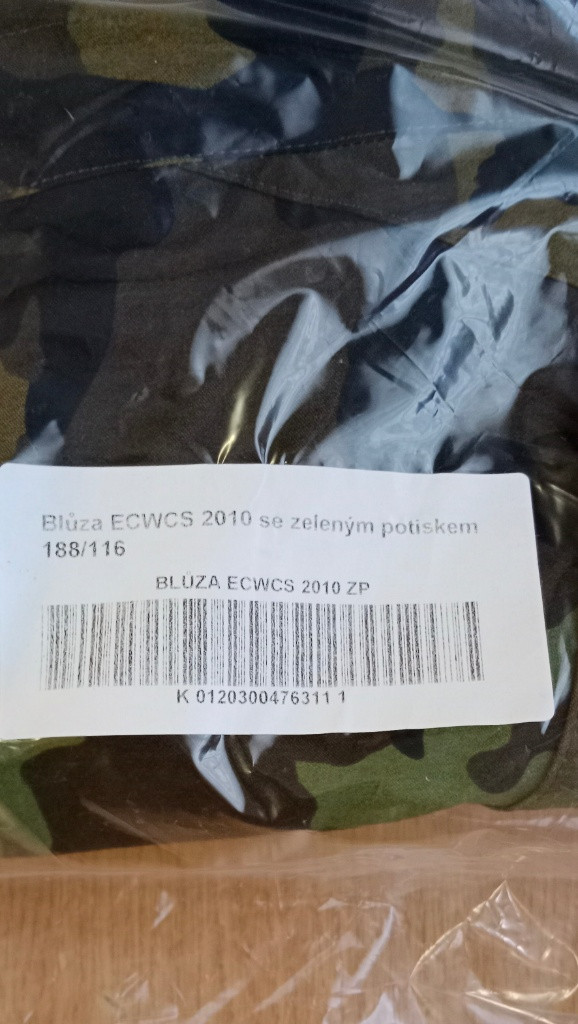 Blůza ECWCS 2010 se zeleným potiskem
188/116
BLŮZA ECWCS 2010 ZP
K 0120300476311 1